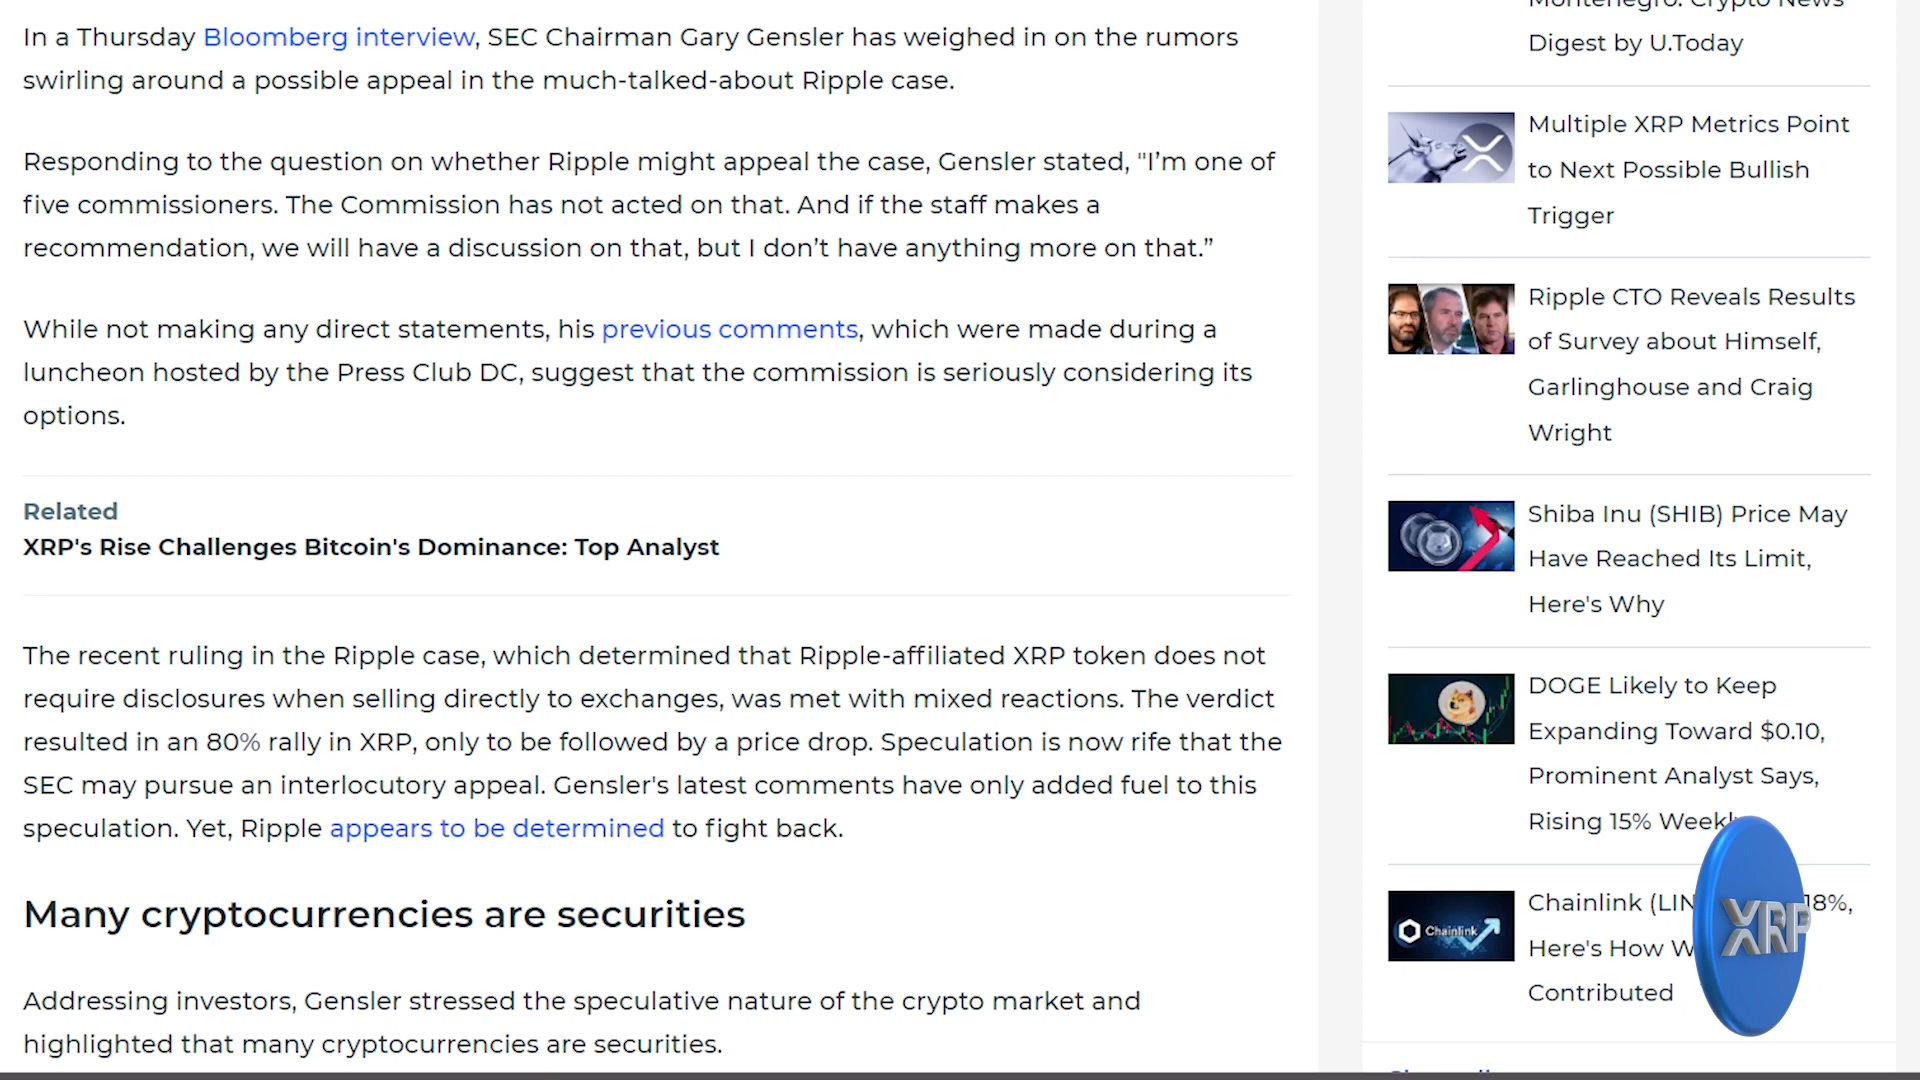 In a Thursday Bloomberg interview, SEC Chairman Gary Gensler has weighed in on the rumors
swirling around a possible appeal in the much-talked-about Ripple case.
Responding to the question on whether Ripple might appeal the case, Gensler stated, "I’m one of
five commissioners. The Commission has not acted on that. And if the staff makes a
recommendation, we will have a discussion on that, but I don’t have anything more on that.”
While not making any direct statements, his previous comments, which were made during a
luncheon hosted by the Press Club DC, suggest that the commission is seriously considering its
options.
Related
XRP's Rise Challenges Bitcoin's Dominance: Top Analyst
The recent ruling in the Ripple case, which determined that Ripple-affiliated XRP token does not
require disclosures when selling directly to exchanges, was met with mixed reactions. The verdict
resulted in an 80% rally in XRP, only to be followed by a price drop. Speculation is now rife that the
SEC may pursue an interlocutory appeal. Gensler's latest comments have only added fuel to this
speculation. Yet, Ripple appears to be determined to fight back.
Many cryptocurrencies are securities
Addressing investors, Gensler stressed the speculative nature of the crypto market and
highlighted that many cryptocurrencies are securities.
Montenegro: Crypto News
Digest by U.Today
Multiple XRP Metrics Point
to Next Possible Bullish
Trigger
Ripple CTO Reveals Results
of Survey about Himself,
Garlinghouse and Craig
Wright
Shiba Inu (SHIB) Price May
Have Reached Its Limit,
Here's Why
DOGE Likely to Keep
Expanding Toward $0.10,
Prominent Analyst Says,
Rising 15% Weekly
Chainlink
Chainlink 18%,
Here's How
Contributed
XRP